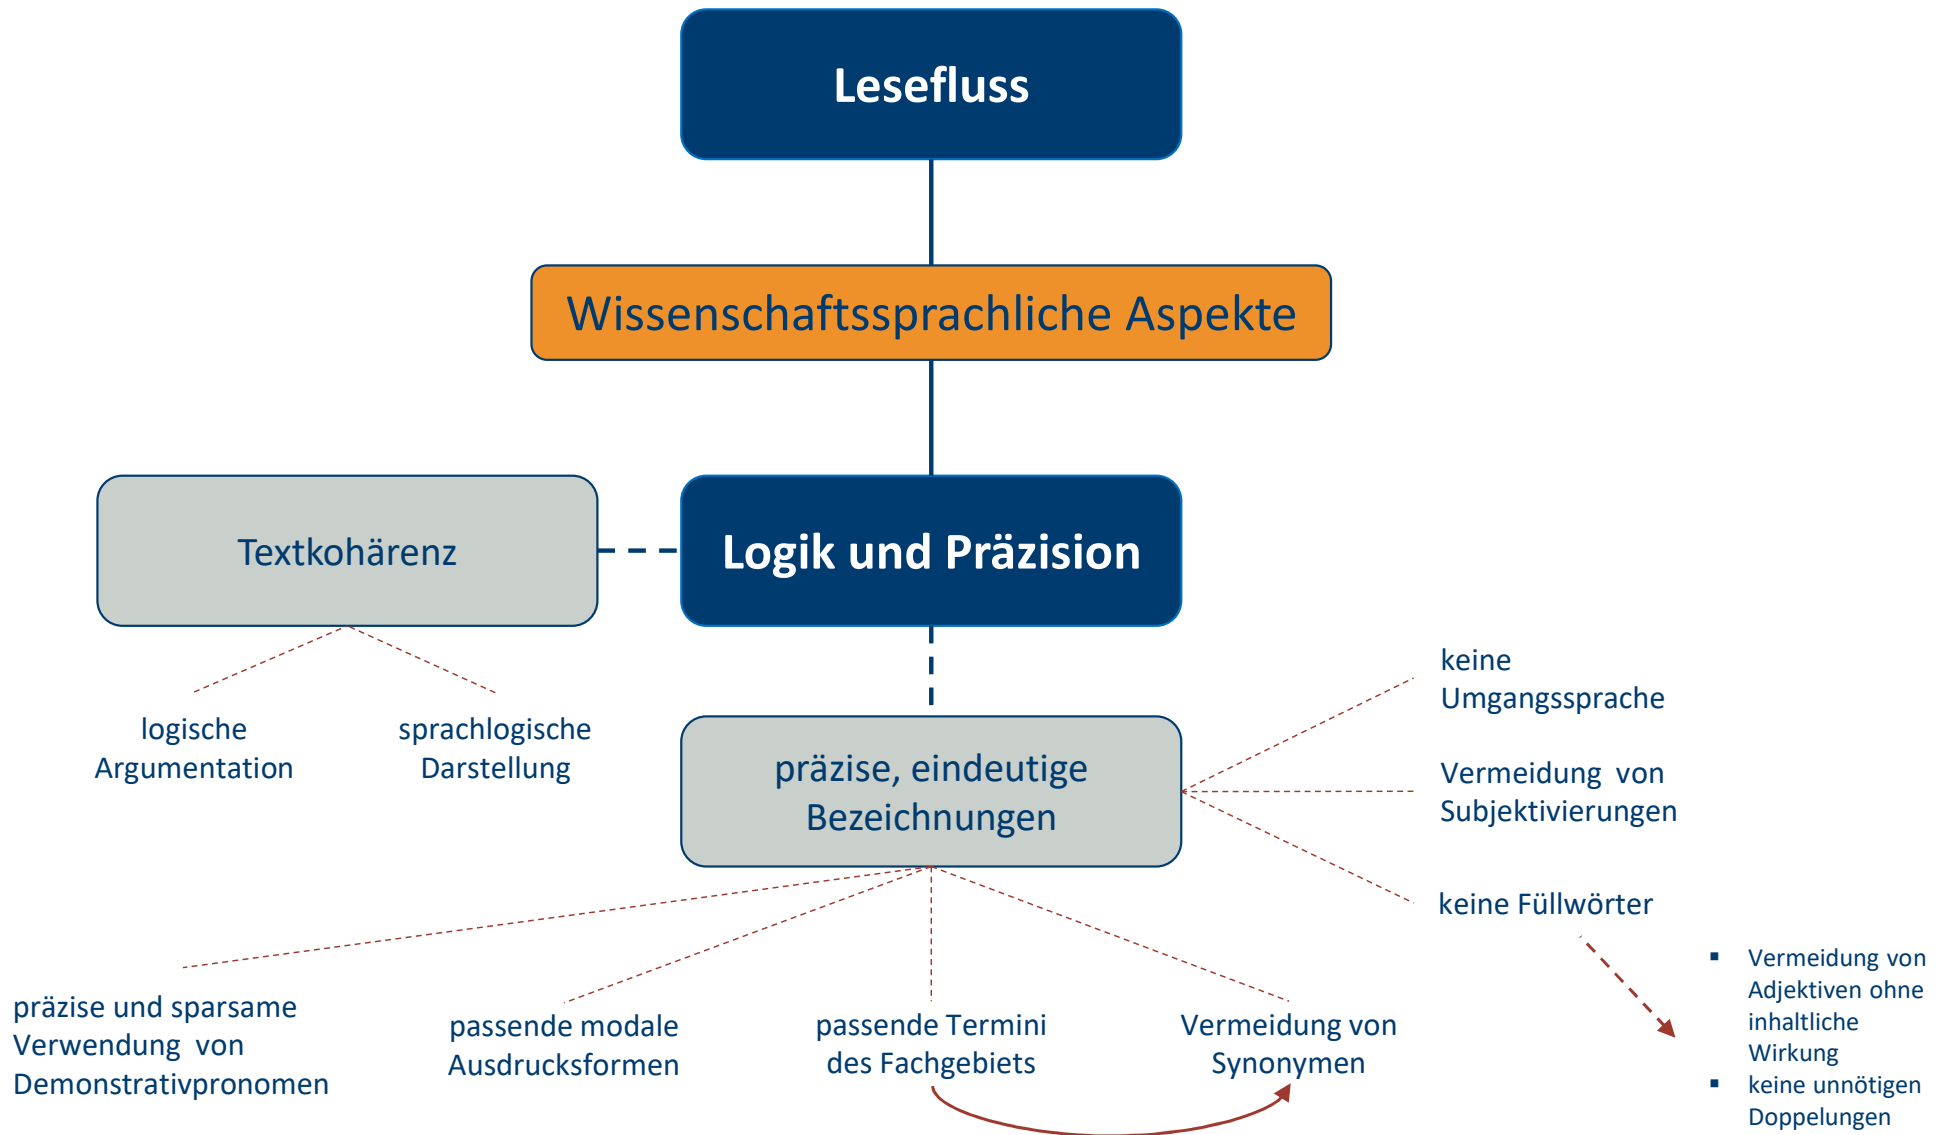 Lesefluss
Wissenschaftssprachliche Aspekte
Textkohärenz
Logik und Präzision
logische
Argumentation
sprachlogische
Darstellung
präzise, eindeutige
Bezeichnungen
keine
Umgangssprache
Vermeidung von
Subjektivierungen
keine Füllwörter
▪ Vermeidung von
Adjektiven ohne
inhaltliche
Wirkung
▪ keine unnötigen
Doppelungen
präzise und sparsame
Verwendung von
Demonstrativpronomen
passende modale
Ausdrucksformen
passende Termini
des Fachgebiets
Vermeidung von
Synonymen